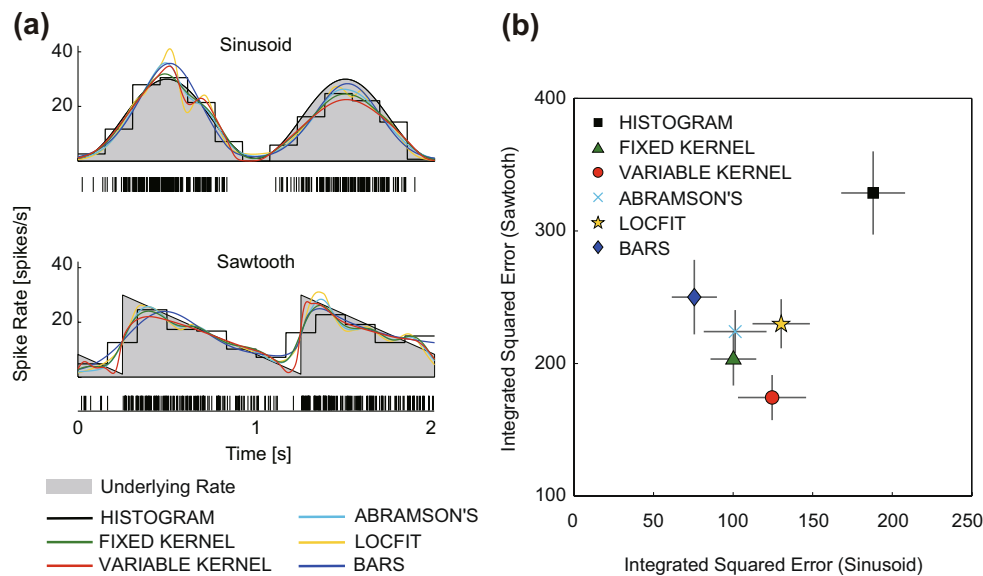 (a)
Sinusoid
40
20
Sawtooth
40
20
Spike Rate [spikes/s]
0
1
2
Time [s]
Underlying Rate
HISTOGRAM
FIXED KERNEL
VARIABLE KERNEL
ABRAMSON'S
LOCFIT
BARS
(b)
400
300
200
100
Integrated Squared Error (Sawtooth)
HISTOGRAM
FIXED KERNEL
VARIABLE KERNEL
ABRAMSON'S
LOCFIT
BARS
0
50
100
150
200
250
Integrated Squared Error (Sinusoid)